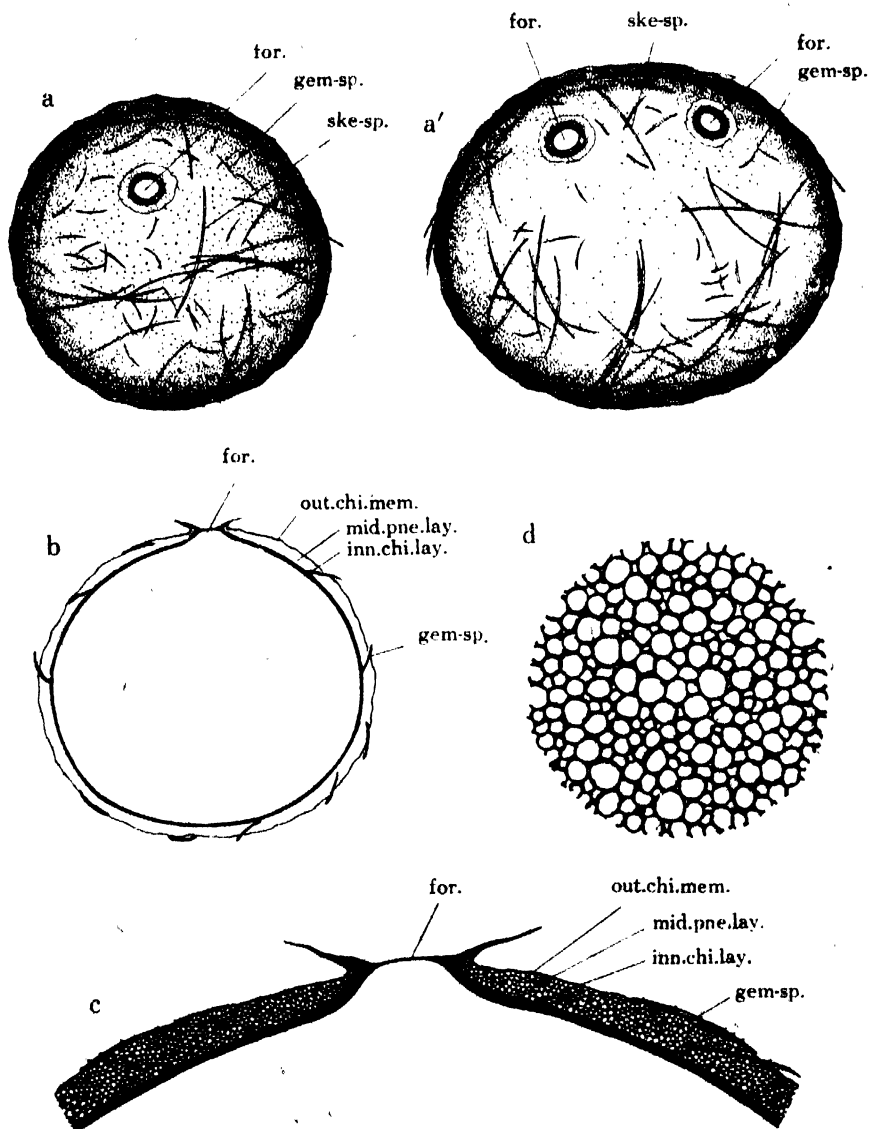 a
for.
gem-sp.
ske-sp.
a′
for.
ske-sp.
for.
gem-sp.
b
for.
out.chi.mem.
mid.pne.lay.
inn.chi.lay.
gem-sp.
d
c
for.
out.chi.mem.
mid.pne.lay.
inn.chi.lay.
gem-sp.